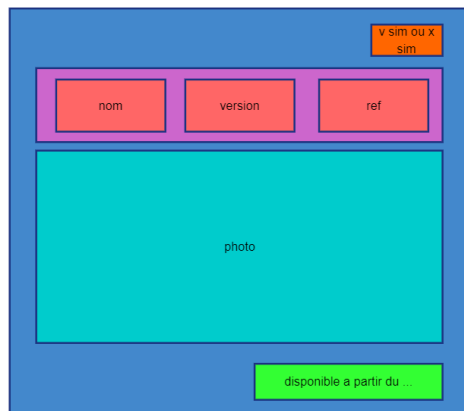 v sim ou x
sim
nom version ref
photo
disponible a partir du ...